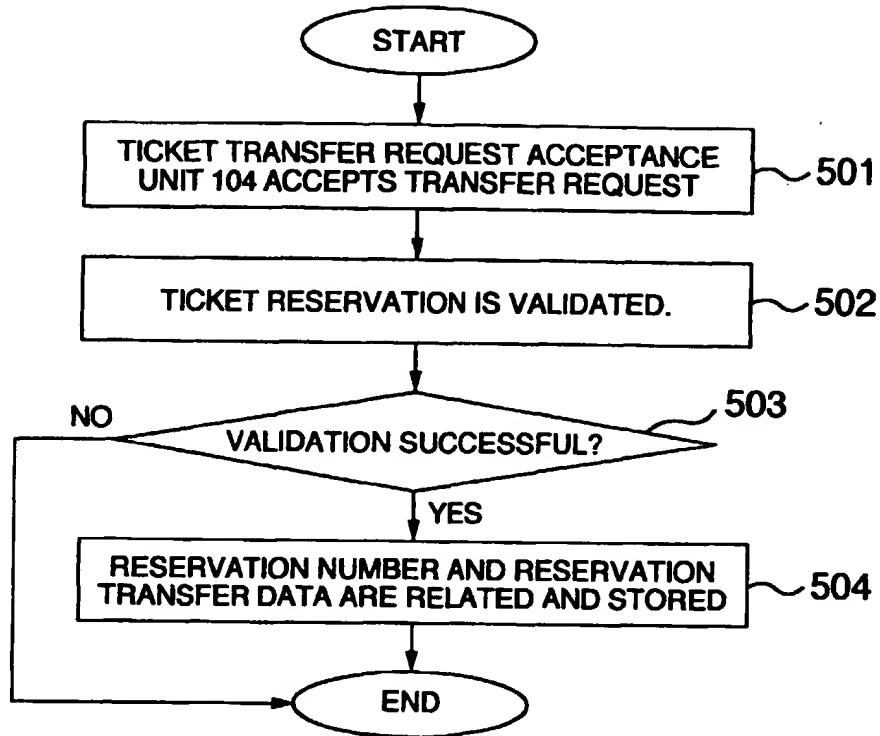 START
TICKET TRANSFER REQUEST ACCEPTANCE
UNIT 104 ACCEPTS TRANSFER REQUEST
501
TICKET RESERVATION IS VALIDATED.
502
503
NO
VALIDATION SUCCESSFUL?
YES
RESERVATION NUMBER AND RESERVATION
TRANSFER DATA ARE RELATED AND STORED
504
END